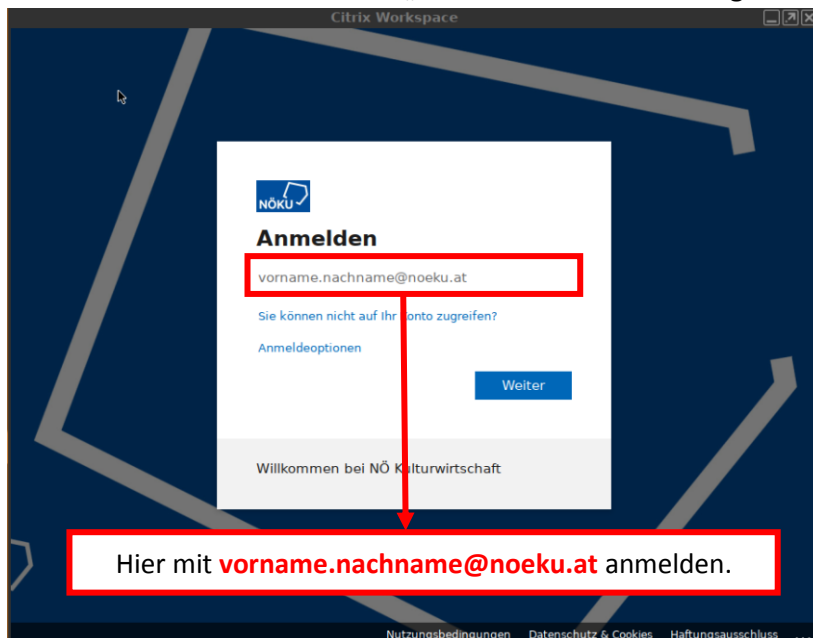 Citrix Workspace
NÖKU
Anmelden
vorname.nachname@noeku.at
Sie können nicht auf Ihr Konto zugreifen?
Anmeldeoptionen
Weiter
Willkommen bei NÖ Kulturwirtschaft
Hier mit vorname.nachname@noeku.at anmelden.
Nutzungsbedingungen Datenschutz & Cookies Haftungsausschluss ...